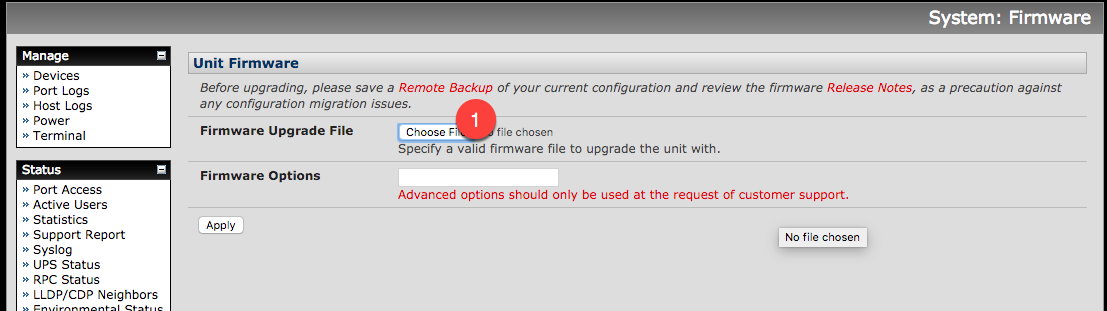 System: Firmware
Manage
» Devices
» Port Logs
» Host Logs
» Power
» Terminal
Status
» Port Access
» Active Users
» Statistics
» Support Report
» Syslog
» UPS Status
» RPC Status
» LLDP/CDP Neighbors
» Environmental Status
Unit Firmware
Before upgrading, please save a Remote Backup of your current configuration and review the firmware Release Notes, as a precaution against
any configuration migration issues.
Firmware Upgrade File
Choose 1 file chosen
Specify a valid firmware file to upgrade the unit with.
Firmware Options
Advanced options should only be used at the request of customer support.
Apply
No file chosen